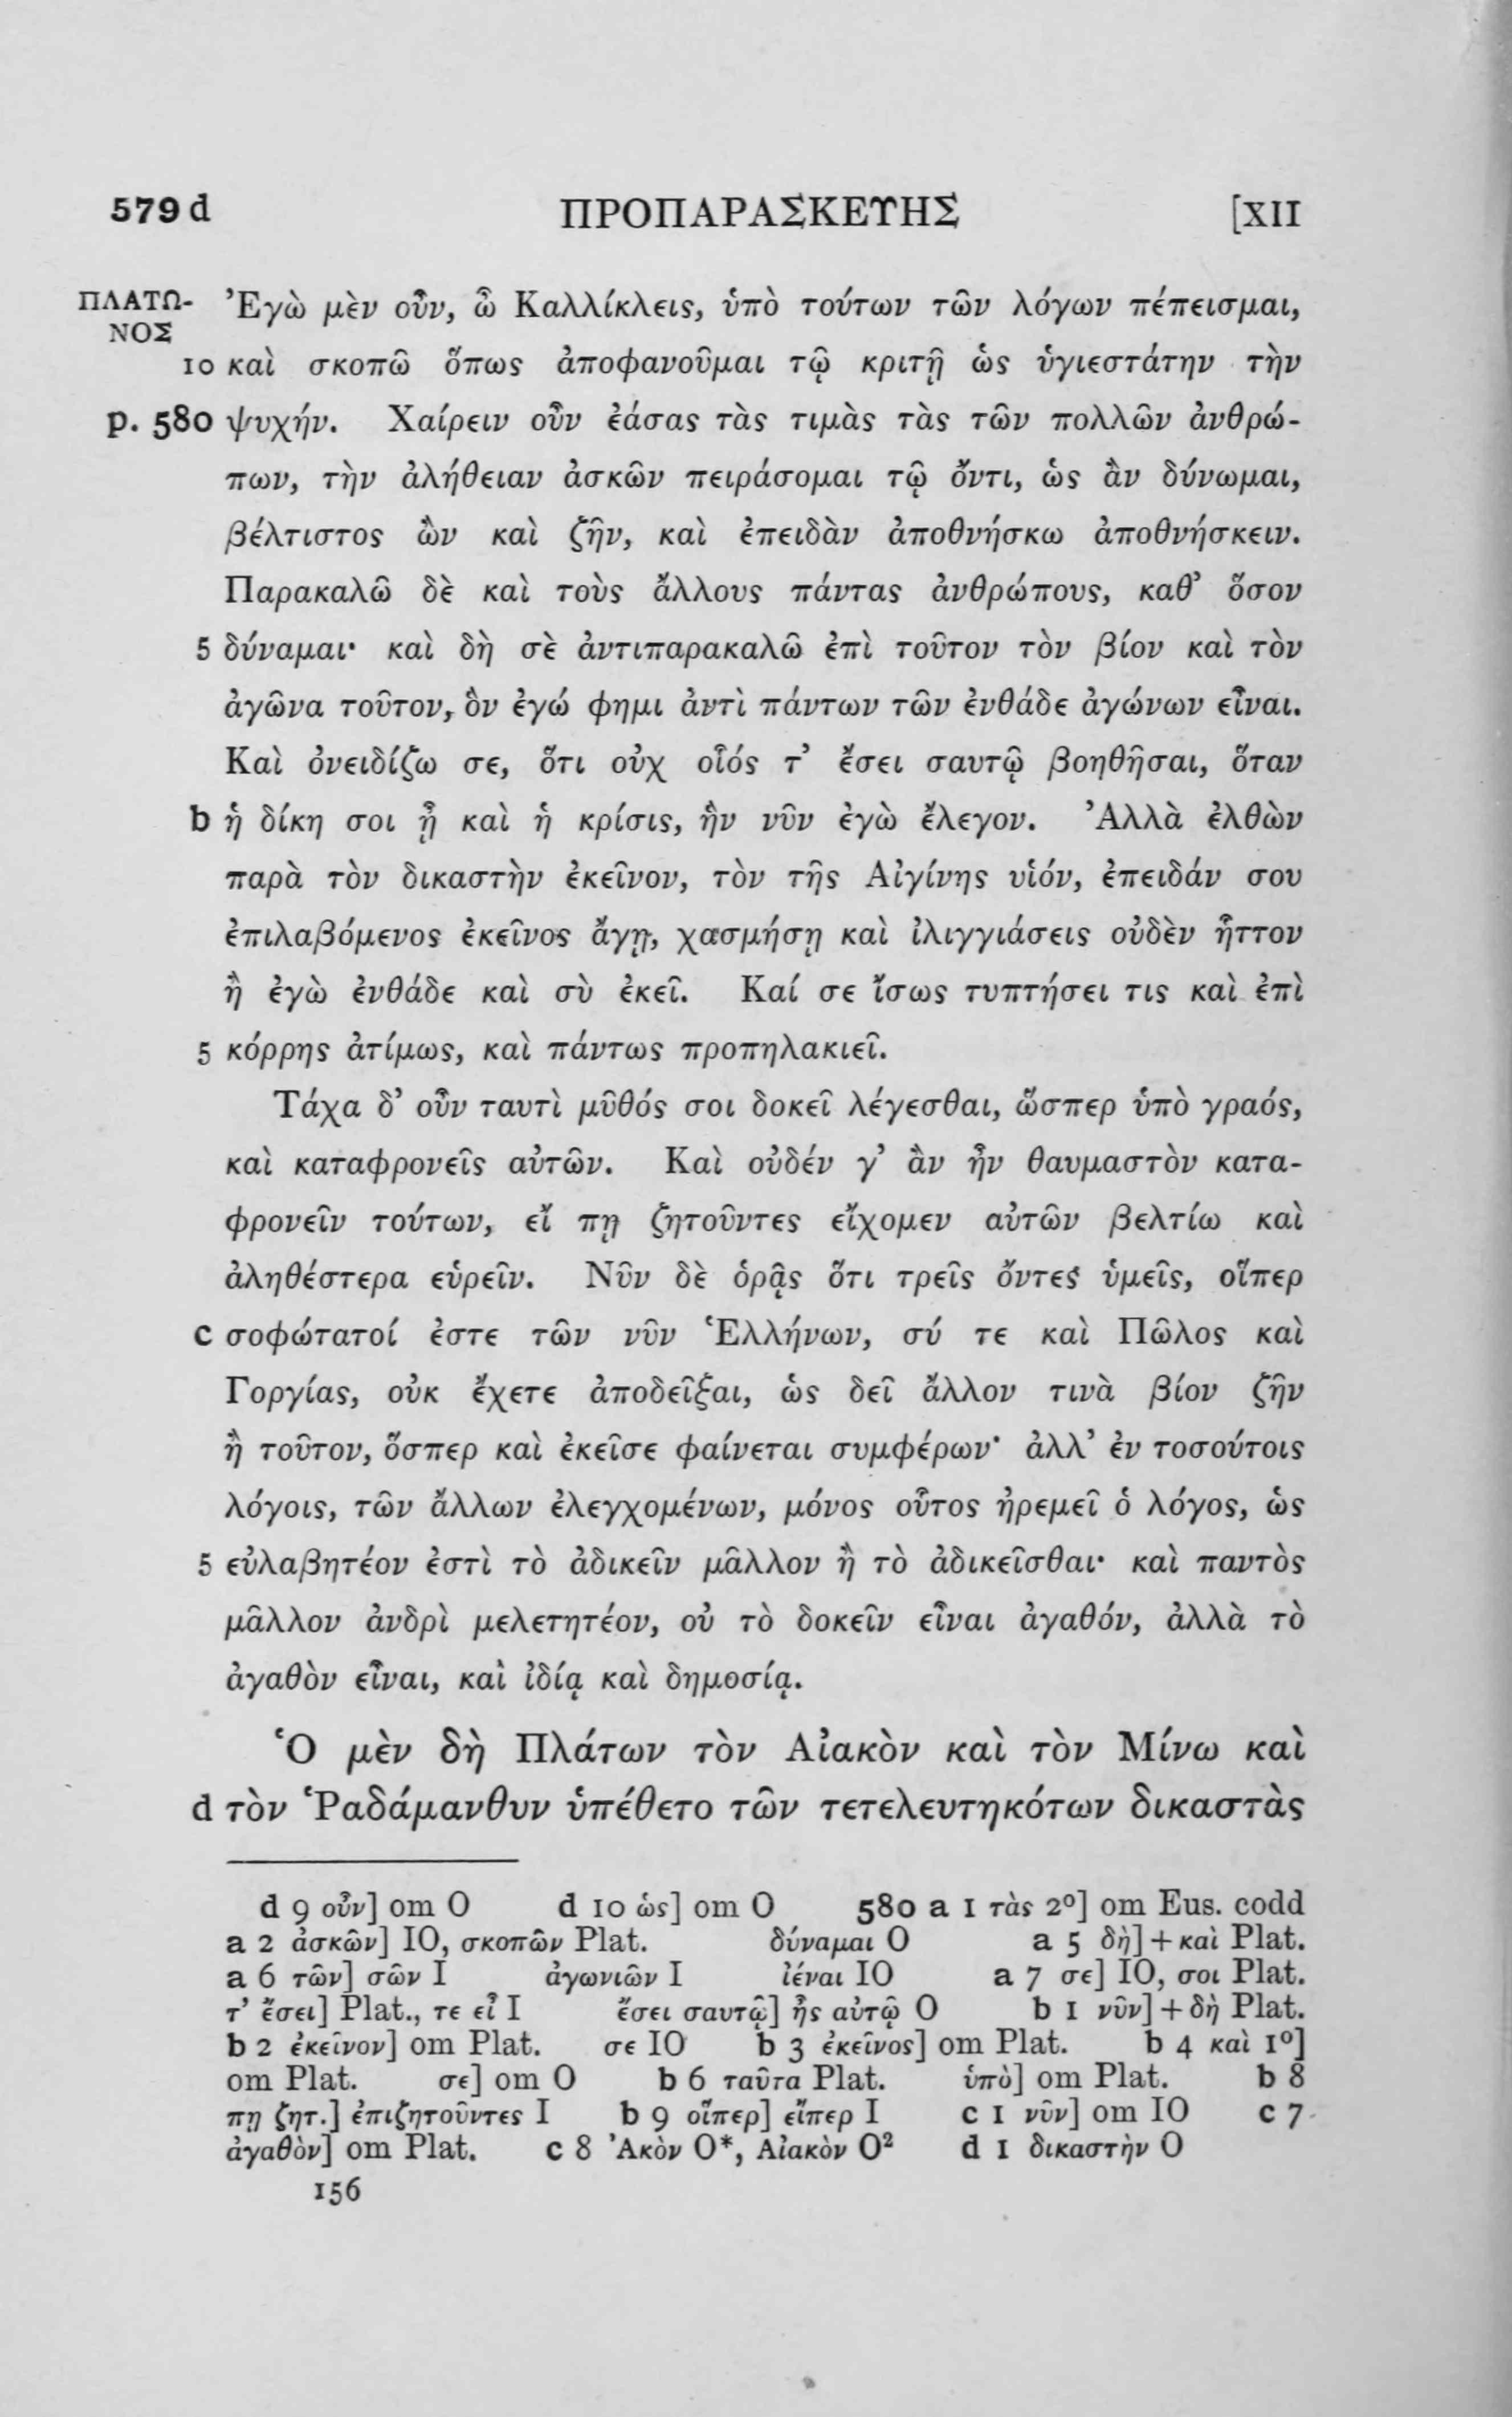 579 d ΠΡΟΠΑΡΑΣΚΕΥΗΣ [XII
ΠΛΑΤΩ- Ἐγὼ μὲν οὖν, ὦ Καλλίκλεις, ὑπὸ τούτων τῶν λόγων πέπεισμαι,
ΝΟΣ
10 καὶ σκοπῶ ὅπως ἀποφανοῦμαι τῷ κριτῇ ὡς ὑγιεστάτην τὴν
p. 580 ψυχήν. Χαίρειν οὖν ἐάσας τὰς τιμὰς τὰς τῶν πολλῶν ἀνθρώ-
πων, τὴν ἀλήθειαν ἀσκῶν πειράσομαι τῷ ὄντι, ὡς ἂν δύνωμαι,
βέλτιστος ὢν καὶ ζῆν, καὶ ἐπειδὰν ἀποθνήσκω ἀποθνήσκειν.
Παρακαλῶ δὲ καὶ τοὺς ἄλλους πάντας ἀνθρώπους, καθ’ ὅσον
5 δύναμαι· καὶ δὴ σὲ ἀντιπαρακαλῶ ἐπὶ τοῦτον τὸν βίον καὶ τὸν
ἀγῶνα τοῦτον, ὃν ἐγώ φημι ἀντὶ πάντων τῶν ἐνθάδε ἀγώνων εἶναι.
Καὶ ὀνειδίζω σε, ὅτι οὐχ οἷός τ’ ἔσει σαυτῷ βοηθῆσαι, ὅταν
b ἡ δίκη σοι ᾖ καὶ ἡ κρίσις, ἣν νῦν ἐγὼ ἔλεγον. Ἀλλὰ ἐλθὼν
παρὰ τὸν δικαστὴν ἐκεῖνον, τὸν τῆς Αἰγίνης υἱόν, ἐπειδάν σου
ἐπιλαβόμενος ἐκεῖνος ἄγῃ, χασμήσῃ καὶ ἰλιγγιάσεις οὐδὲν ἧττον
ἢ ἐγὼ ἐνθάδε καὶ σὺ ἐκεῖ. Καί σε ἴσως τυπτήσει τις καὶ ἐπὶ
5 κόρρης ἀτίμως, καὶ πάντως προπηλακιεῖ.
Τάχα δ’ οὖν ταυτὶ μῦθός σοι δοκεῖ λέγεσθαι, ὥσπερ ὑπὸ γραός,
καὶ καταφρονεῖς αὐτῶν. Καὶ οὐδέν γ’ ἂν ἦν θαυμαστὸν κατα-
φρονεῖν τούτων, εἴ πῃ ζητοῦντες εἴχομεν αὐτῶν βελτίω καὶ
ἀληθέστερα εὑρεῖν. Νῦν δὲ ὁρᾷς ὅτι τρεῖς ὄντες ὑμεῖς, οἵπερ
c σοφώτατοί ἐστε τῶν νῦν Ἑλλήνων, σύ τε καὶ Πῶλος καὶ
Γοργίας, οὐκ ἔχετε ἀποδεῖξαι, ὡς δεῖ ἄλλον τινὰ βίον ζῆν
ἢ τοῦτον, ὅσπερ καὶ ἐκεῖσε φαίνεται συμφέρων· ἀλλ’ ἐν τοσούτοις
λόγοις, τῶν ἄλλων ἐλεγχομένων, μόνος οὗτος ἠρεμεῖ ὁ λόγος, ὡς
5 εὐλαβητέον ἐστὶ τὸ ἀδικεῖν μᾶλλον ἢ τὸ ἀδικεῖσθαι· καὶ παντὸς
μᾶλλον ἀνδρὶ μελετητέον, οὐ τὸ δοκεῖν εἶναι ἀγαθόν, ἀλλὰ τὸ
ἀγαθὸν εἶναι, καὶ ἰδίᾳ καὶ δημοσίᾳ.
Ὁ μὲν δὴ Πλάτων τὸν Αἰακὸν καὶ τὸν Μίνω καὶ
d τὸν Ῥαδάμανθυν ὑπέθετο τῶν τετελευτηκότων δικαστὰς
d 9 οὖν] om O d 10 ὡς] om O 580 a 1 τὰς 2⁰] om Eus. codd
a 2 ἀσκῶν] IO, σκοπῶν Plat. δύναμαι O a 5 δὴ] + καὶ Plat.
a 6 τῶν] σῶν I ἀγωνιῶν I ἰέναι IO a 7 σε] IO, σοι Plat.
τ’ ἔσει] Plat., τε εἶ I ἔσει σαυτῷ] ᾖς αὐτῷ O b 1 νῦν] + δὴ Plat.
b 2 ἐκεῖνον] om Plat. σε IO b 3 ἐκεῖνος] om Plat. b 4 καὶ 1⁰]
om Plat. σε] om O b 6 ταῦτα Plat. ὑπὸ] om Plat. b 8
πῃ ζητ.] ἐπιζητοῦντες I b 9 οἵπερ] εἴπερ I c 1 νῦν] om IO c 7
ἀγαθὸν] om Plat. c 8 Ἀκὸν O*, Αἰακὸν O² d 1 δικαστὴν O
156